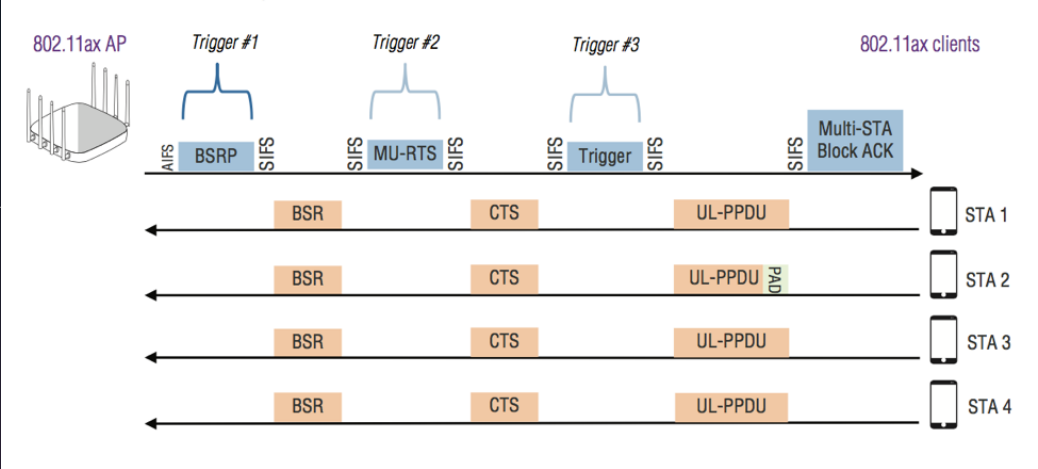 802.11ax AP
Trigger #1
Trigger #2
Trigger #3
802.11ax clients
AIFS
BSRP
SIFS
SIFS
MU-RTS
SIFS
SIFS
Trigger
SIFS
SIFS
Multi-STA
Block ACK
BSR
CTS
UL-PPDU
STA 1
BSR
CTS
UL-PPDU
PAD
STA 2
BSR
CTS
UL-PPDU
STA 3
BSR
CTS
UL-PPDU
STA 4